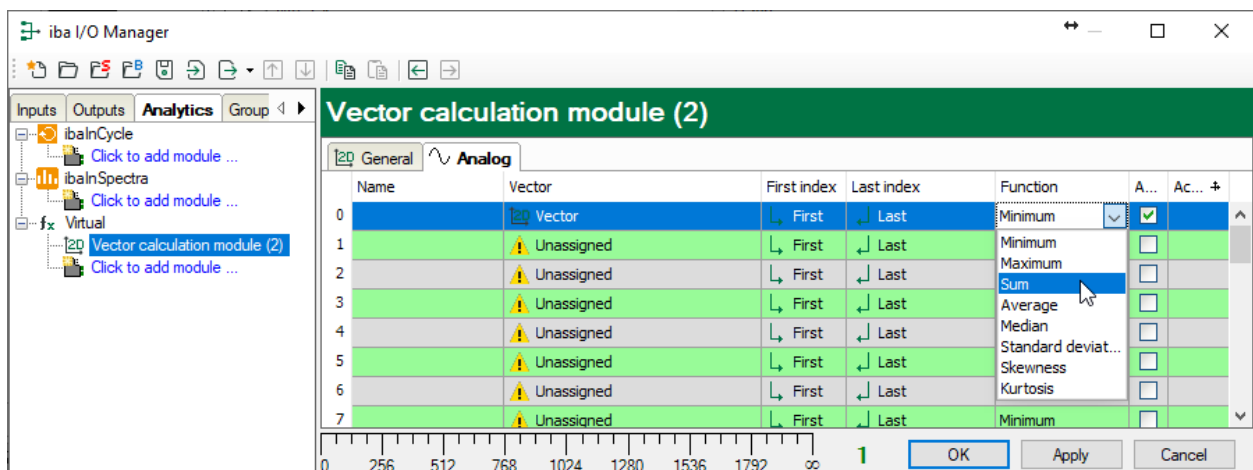 iba I/O Manager
Inputs Outputs Analytics Group
ibaInCycle
Click to add module ...
ibaInSpectra
Click to add module ...
fx Virtual
2D Vector calculation module (2)
Click to add module ...
Vector calculation module (2)
2D General Analog
Name Vector First index Last index Function A... Ac...
0 2D Vector First Last Minimum
1 Unassigned First Last
2 Unassigned First Last
3 Unassigned First Last
4 Unassigned First Last
5 Unassigned First Last
6 Unassigned First Last
7 Unassigned First Last Minimum
Minimum
Maximum
Sum
Average
Median
Standard deviat...
Skewness
Kurtosis
0 256 512 768 1024 1280 1536 1792 ∞
1 OK Apply Cancel